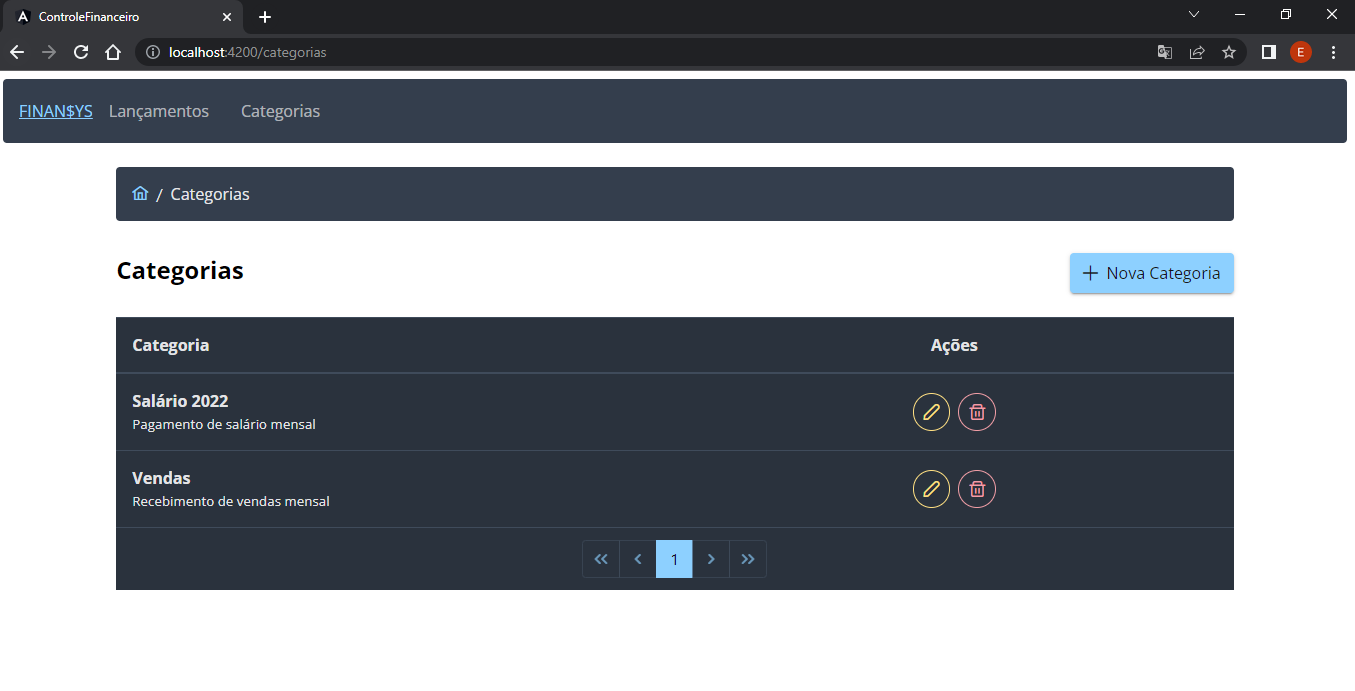 ControleFinanceiro
localhost:4200/categorias
E
FINAN$YS Lançamentos Categorias
/ Categorias
Categorias
Nova Categoria
Categoria Ações
Salário 2022
Pagamento de salário mensal
Vendas
Recebimento de vendas mensal
1